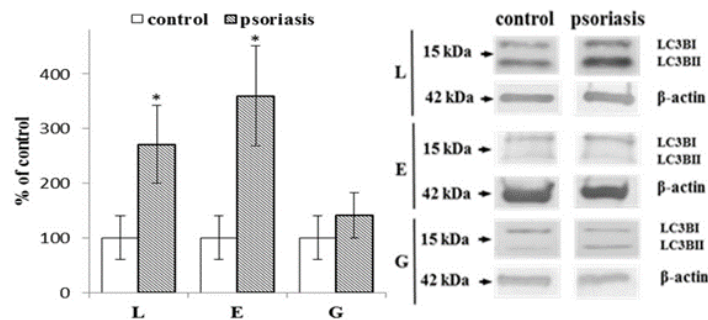 control psoriasis
% of control
400
300
200
100
0
*
*
L E G
control psoriasis
L
15 kDa
LC3BI
LC3BII
42 kDa
β-actin
E
15 kDa
LC3BI
LC3BII
42 kDa
β-actin
G
15 kDa
LC3BI
LC3BII
42 kDa
β-actin